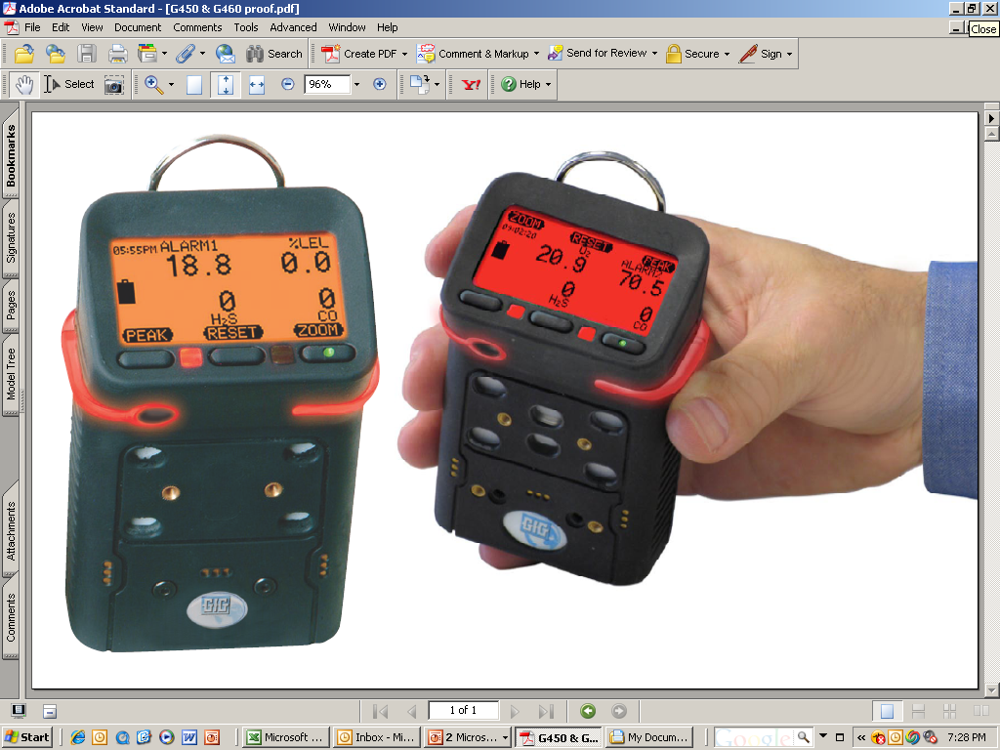 Adobe Acrobat Standard - [G450 & G460 proof.pdf]
File Edit View Document Comments Tools Advanced Window Help
Close
Search Create PDF Comment & Markup Send for Review Secure Sign
Select 96% Y! Help
Bookmarks
Signatures
Pages
Model Tree
Attachments
Comments
05:55PM ALARM1 %LEL
18.8 0.0
0 0
H₂S CO
PEAK RESET ZOOM
GfG
ZOOM RESET PEAK
O₂
20.9 ALARM2
70.5
0 0
H₂S CO
GfG
1 of 1
Start Microsoft ... Inbox - Mi... 2 Micros... G450 & G... My Docum... Google 7:28 PM